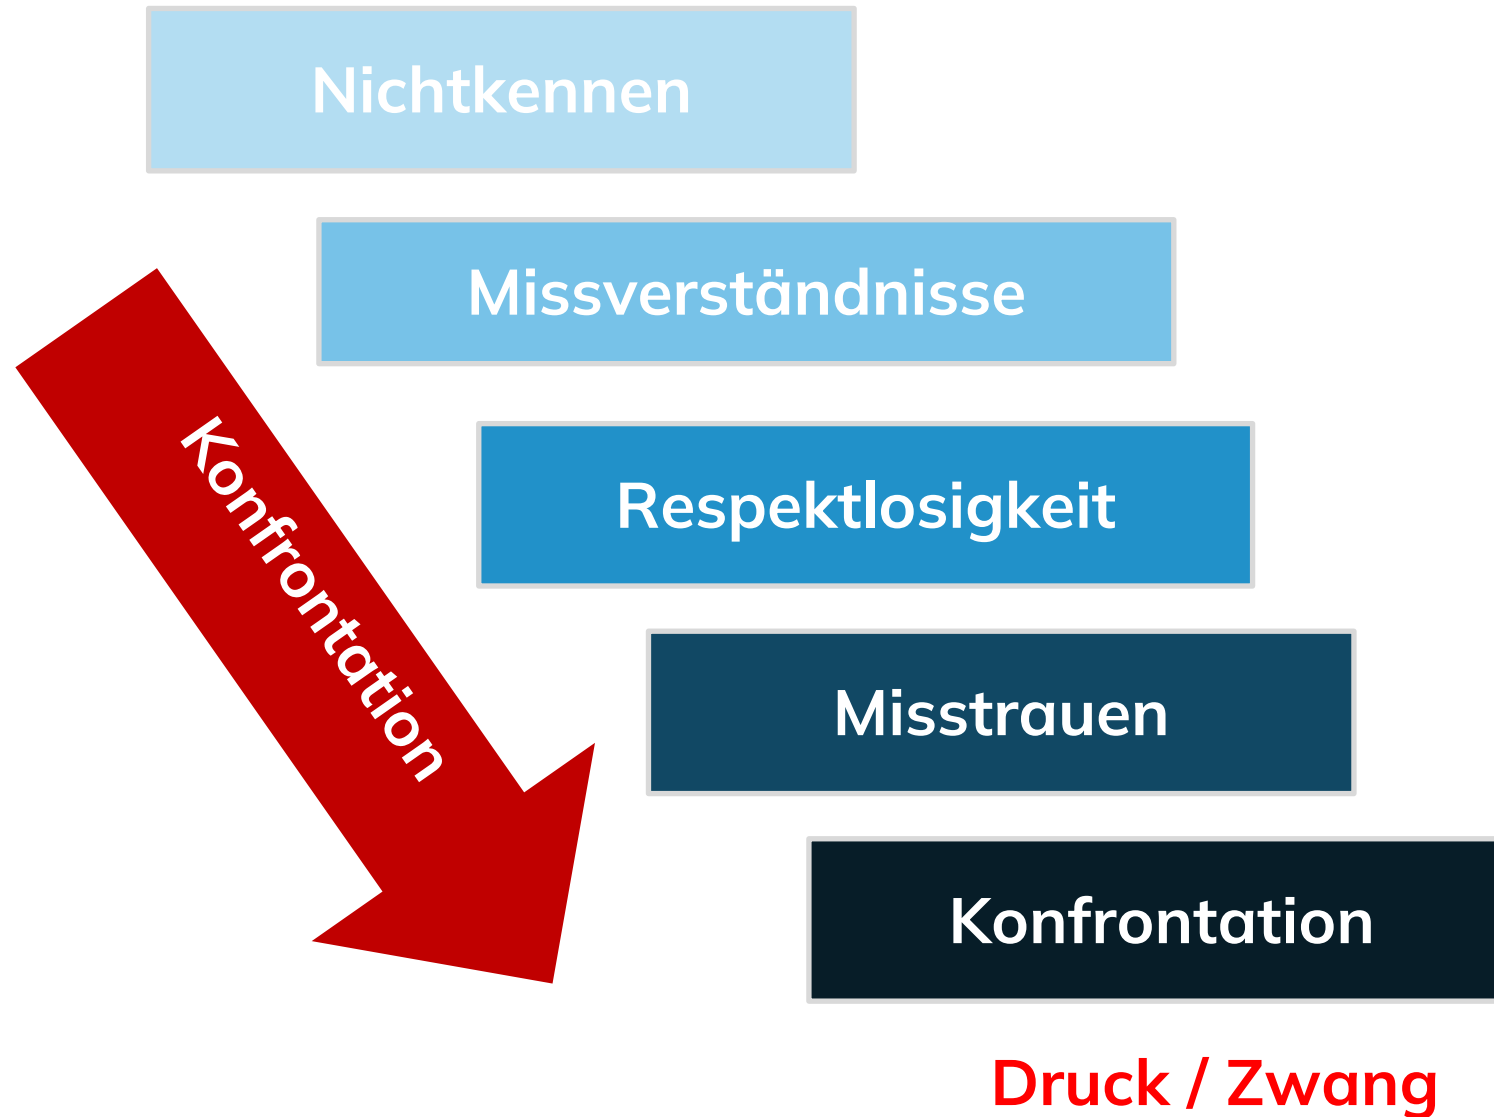 Nichtkennen
Missverständnisse
Respektlosigkeit
Konfrontation
Misstrauen
Konfrontation
Druck / Zwang